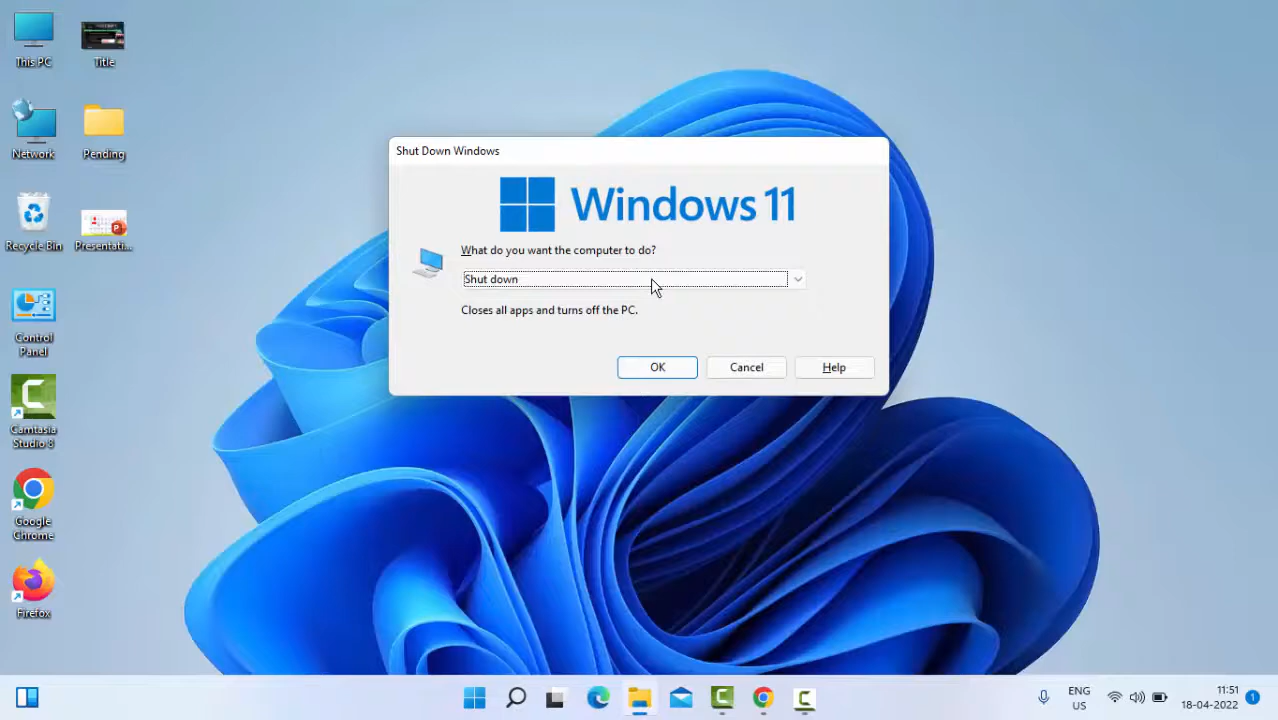 This PC
Title
Network
Pending
Recycle Bin
Presentati...
Control
Panel
Camtasia
Studio 8
Google
Chrome
Firefox
Shut Down Windows
Windows 11
What do you want the computer to do?
Shut down
Closes all apps and turns off the PC.
OK
Cancel
Help
ENG
US
11:51
18-04-2022
1